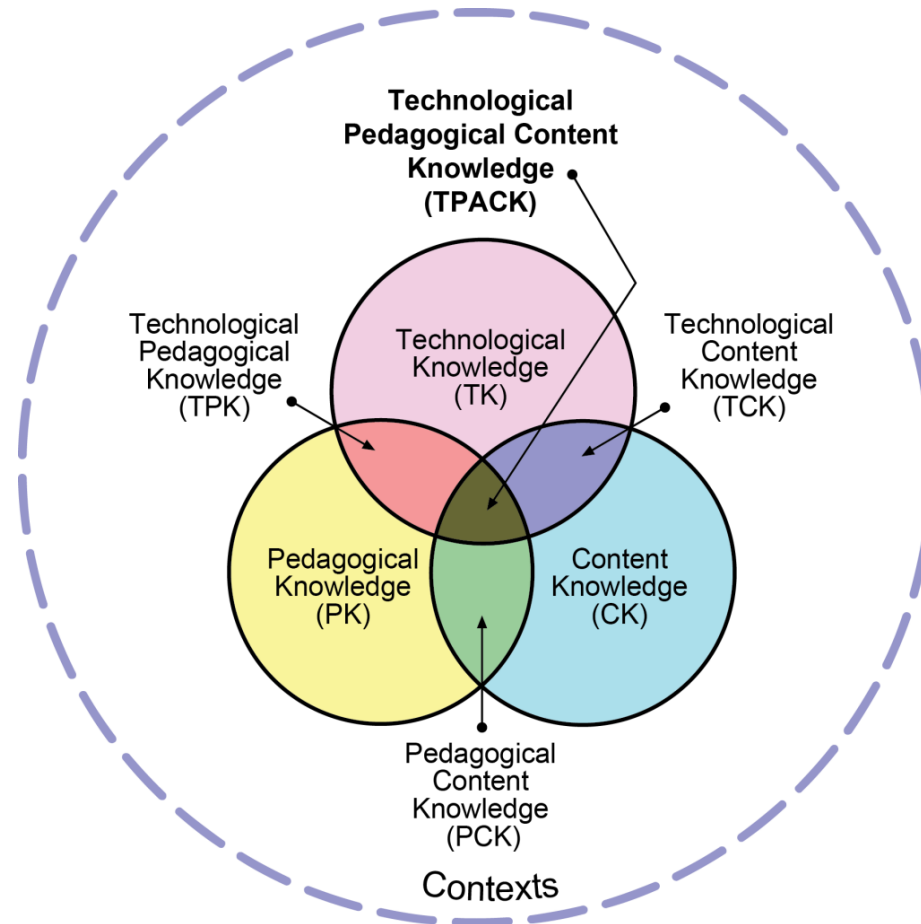 Technological
Pedagogical Content
Knowledge
(TPACK)
Technological
Pedagogical
Knowledge
(TPK)
Technological
Knowledge
(TK)
Technological
Content
Knowledge
(TCK)
Pedagogical
Knowledge
(PK)
Content
Knowledge
(CK)
Pedagogical
Content
Knowledge
(PCK)
Contexts